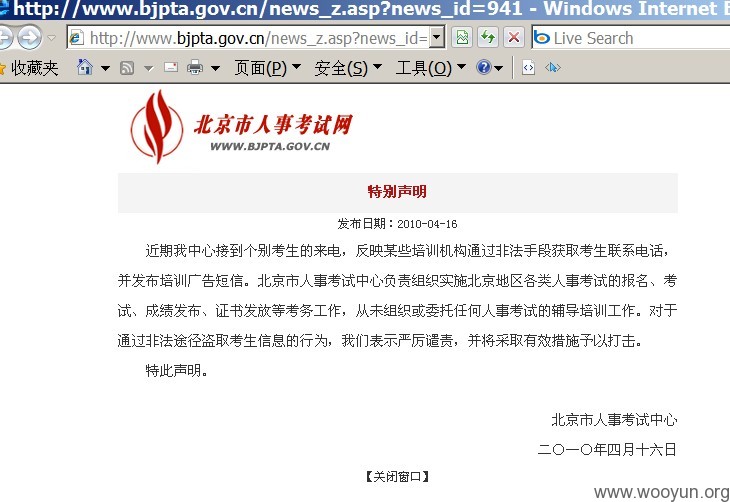 http://www.bjpta.gov.cn/news_z.asp?news_id=941 - Windows Internet E
http://www.bjpta.gov.cn/news_z.asp?news_id= Live Search
收藏夹 页面(P) 安全(S) 工具(O)
北京市人事考试网
WWW.BJPTA.GOV.CN
特别声明
发布日期：2010-04-16
近期我中心接到个别考生的来电，反映某些培训机构通过非法手段获取考生联系电话，
并发布培训广告短信。北京市人事考试中心负责组织实施北京地区各类人事考试的报名、考
试、成绩发布、证书发放等考务工作，从未组织或委托任何人事考试的辅导培训工作。对于
通过非法途径盗取考生信息的行为，我们表示严厉谴责，并将采取有效措施予以打击。
特此声明。
北京市人事考试中心
二〇一〇年四月十六日
【关闭窗口】
www.wooyun.org